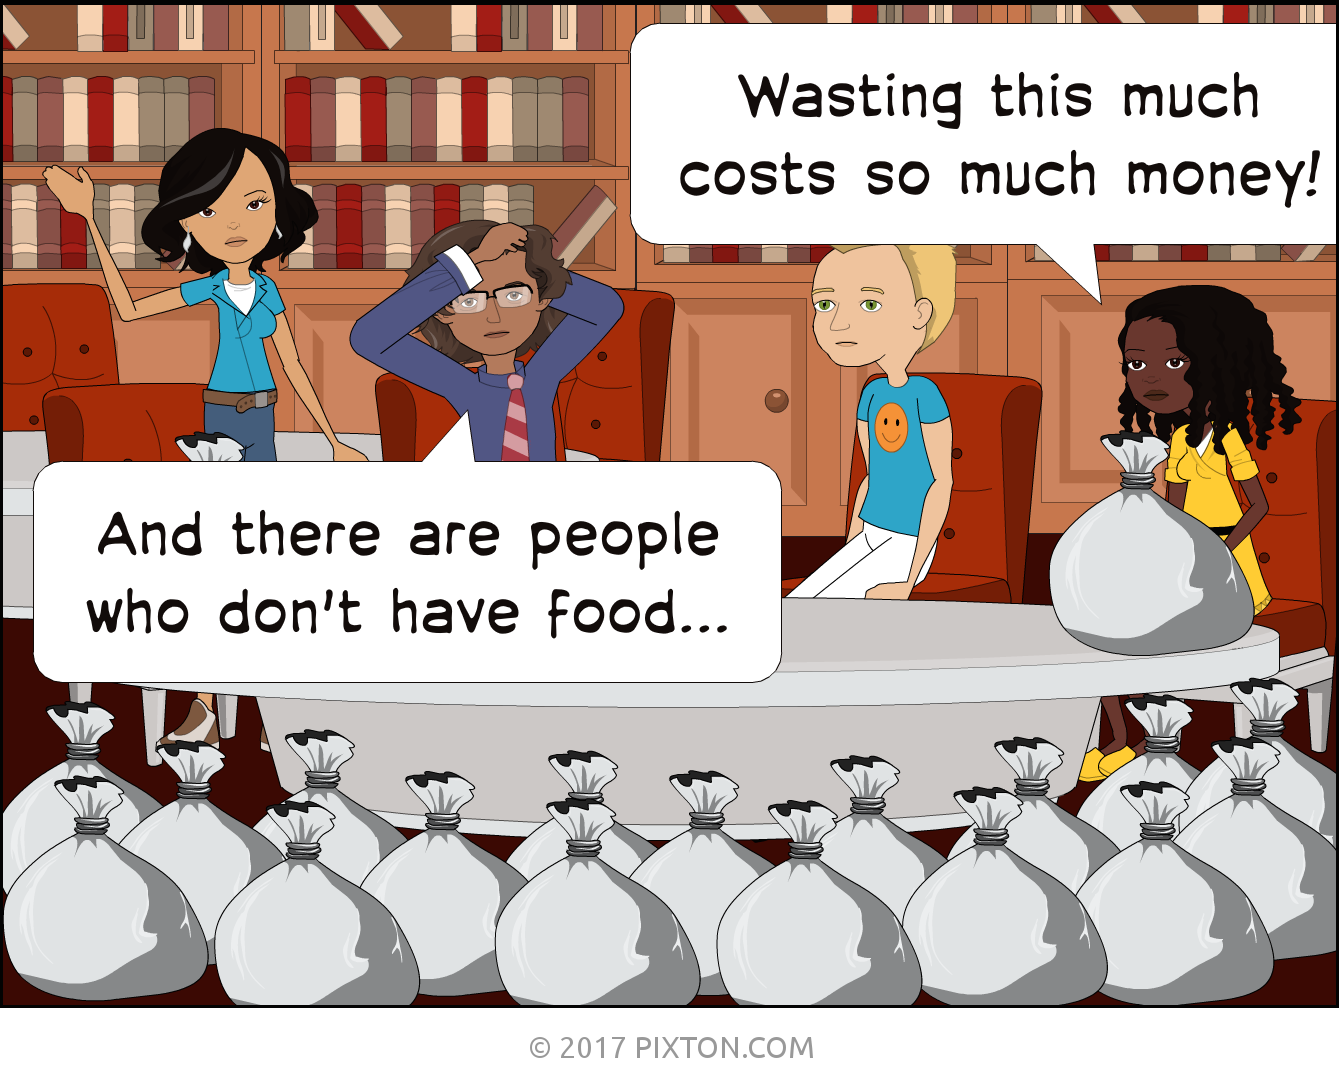 Wasting this much
costs so much money!
And there are people
who don't have food...
© 2017 PIXTON.COM